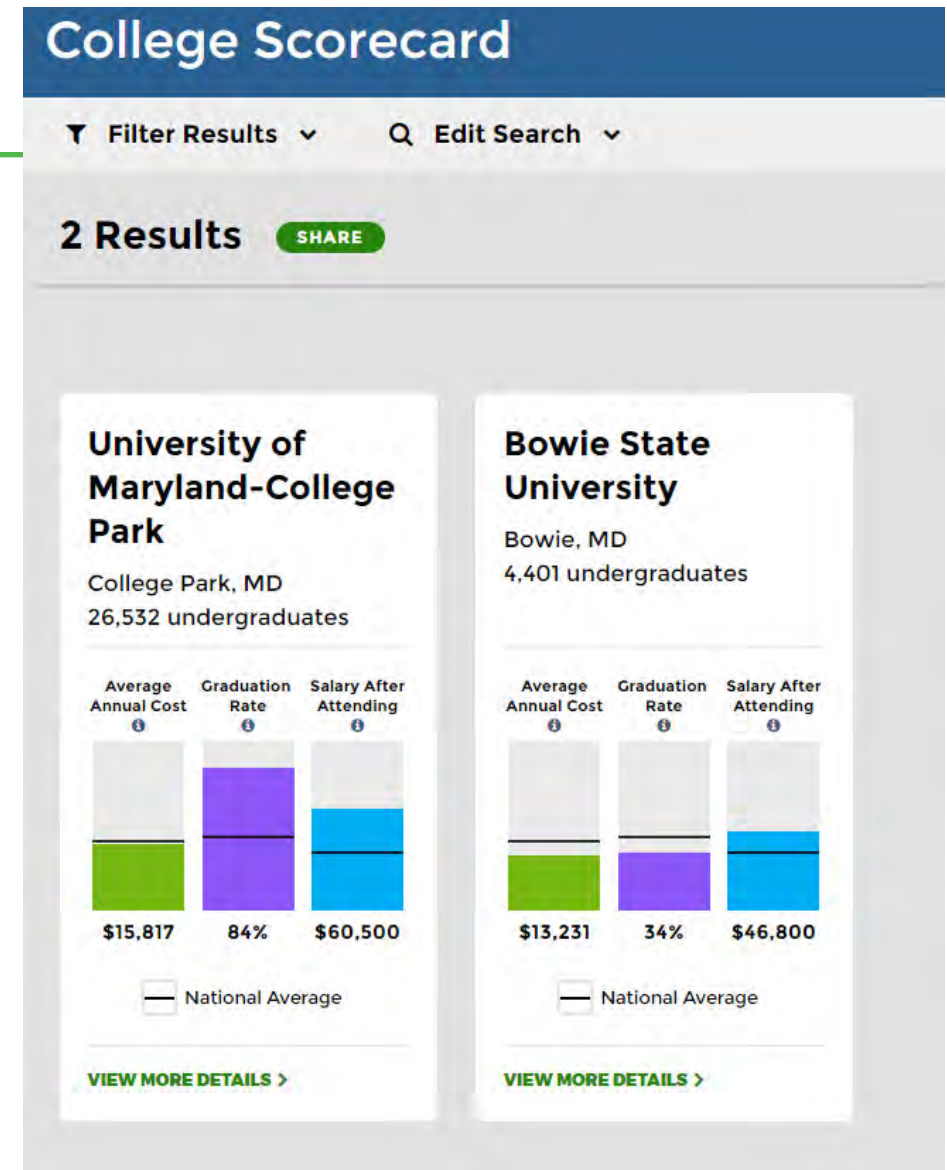 College Scorecard
Filter Results
Edit Search
2 Results
SHARE
University of
Maryland-College
Park
College Park, MD
26,532 undergraduates
Average
Annual Cost
Graduation
Rate
Salary After
Attending
$15,817
84%
$60,500
National Average
VIEW MORE DETAILS >
Bowie State
University
Bowie, MD
4,401 undergraduates
Average
Annual Cost
Graduation
Rate
Salary After
Attending
$13,231
34%
$46,800
National Average
VIEW MORE DETAILS >